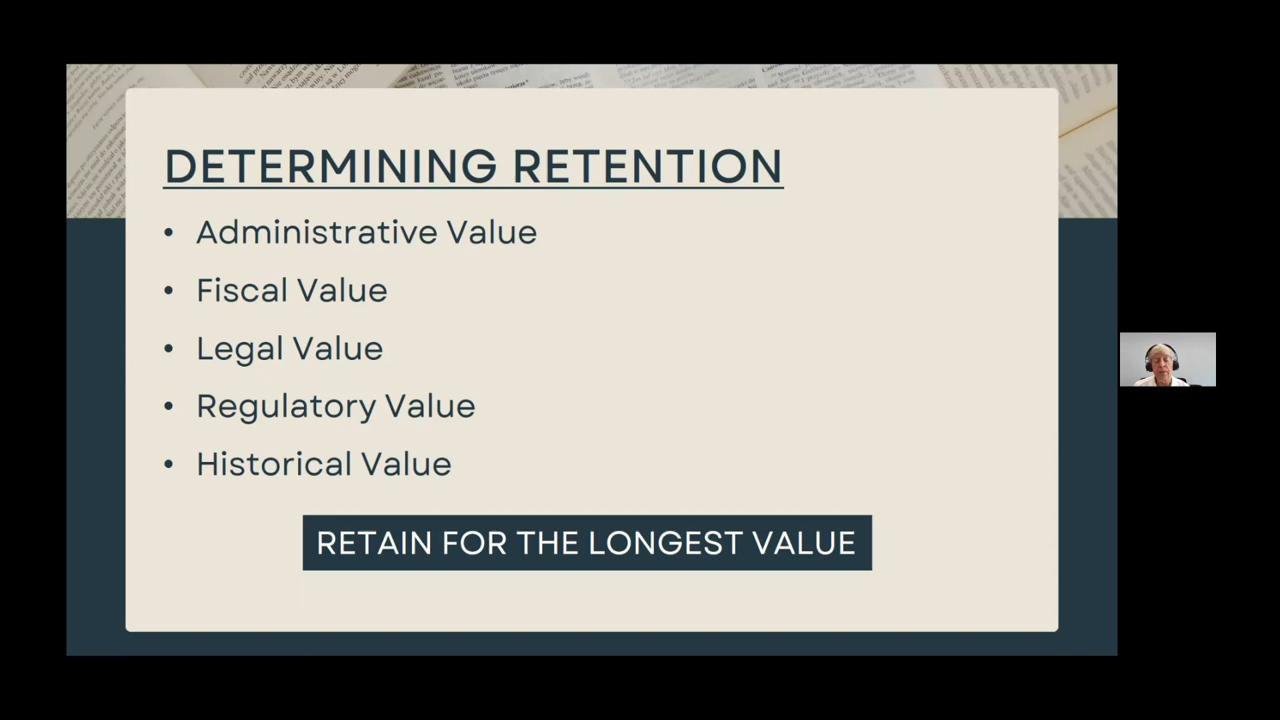 DETERMINING RETENTION
• Administrative Value
• Fiscal Value
• Legal Value
• Regulatory Value
• Historical Value
RETAIN FOR THE LONGEST VALUE